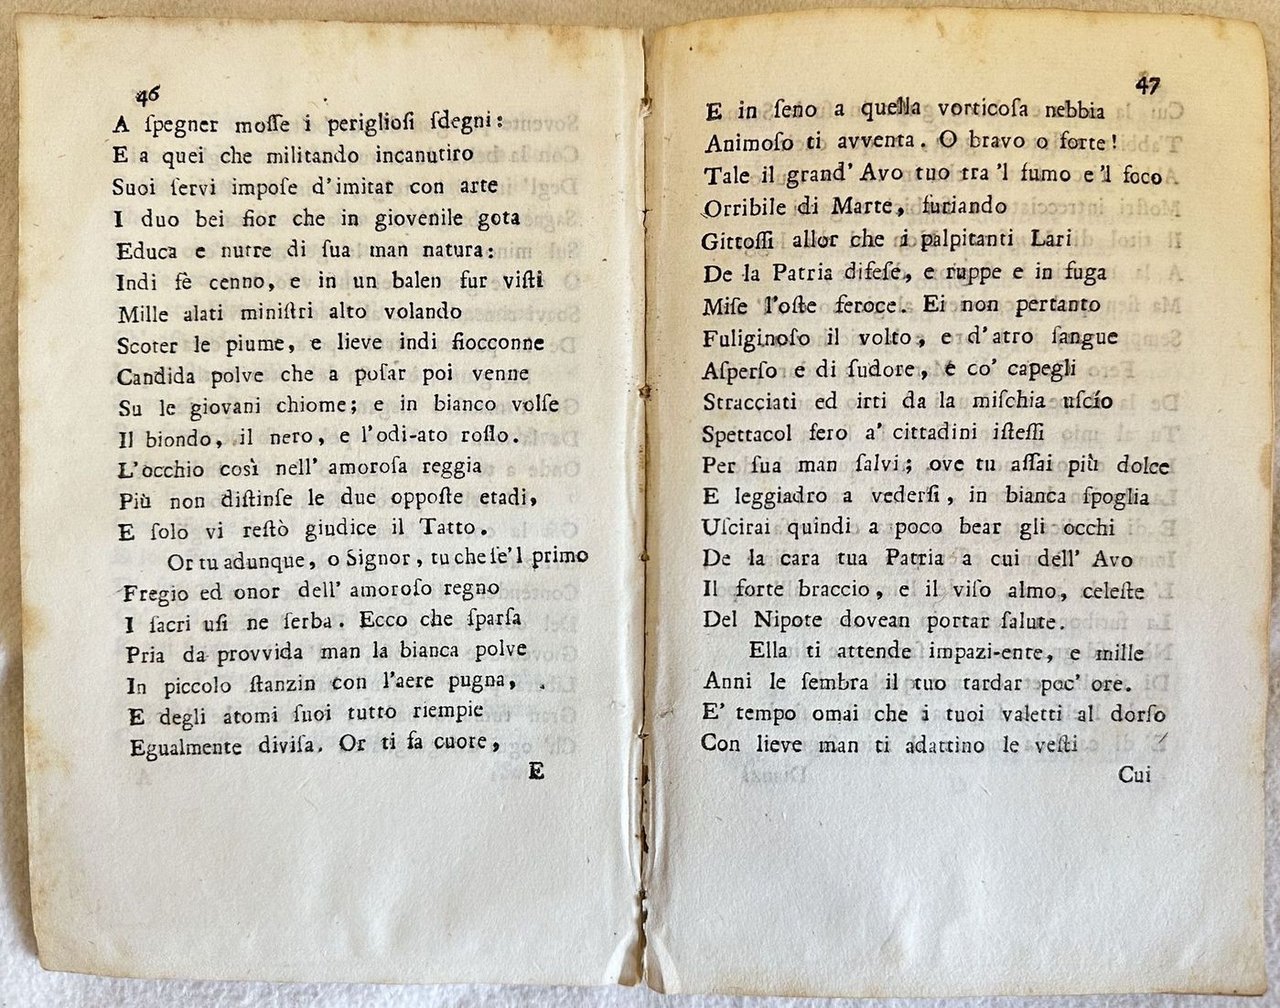 46
A ſpegner moſſe i periglioſi ſdegni:
E a quei che militando incanutiro
Suoi ſervi impoſe d'imitar con arte
I duo bei fior che in giovenile gota
Educa e nutre di ſua man natura:
Indi fè cenno, e in un balen fur viſti
Mille alati miniſtri alto volando
Scoter le piume, e lieve indi fiocconne
Candida polve che a poſar poi venne
Su le giovani chiome; e in bianco volſe
Il biondo, il nero, e l'odi-ato roſſo.
L'occhio così nell' amoroſa reggia
Più non diſtinſe le due oppoſte etadi,
E ſolo vi reſtò giudice il Tatto.
Or tu adunque, o Signor, tu che ſe'l primo
Fregio ed onor dell' amoroſo regno
I ſacri uſi ne ſerba. Ecco che ſparſa
Pria da provvida man la bianca polve
In piccolo ſtanzin con l'aere pugna,
E degli atomi ſuoi tutto riempie
Egualmente diviſa. Or ti fa cuore,
E
47
E in ſeno a quella vorticoſa nebbia
Animoſo ti avventa. O bravo o forte!
Tale il grand' Avo tuo tra 'l fumo e 'l foco
Orribile di Marte, furiando
Gittoſſi allor che i palpitanti Lari
De la Patria difeſe, e ruppe e in fuga
Miſe l'oſte feroce. Ei non pertanto
Fuliginoſo il volto, e d'atro ſangue
Aſperſo e di ſudore, e co' capegli
Stracciati ed irti da la miſchia uſcío
Spettacol fero a' cittadini iſteſſi
Per ſua man ſalvi; ove tu aſſai più dolce
E leggiadro a vederſi, in bianca ſpoglia
Uſcirai quindi a poco bear gli occhi
De la cara tua Patria a cui dell' Avo
Il forte braccio, e il viſo almo, celeſte
Del Nipote dovean portar ſalute.
Ella ti attende impazi-ente, e mille
Anni le ſembra il tuo tardar poc' ore.
E' tempo omai che i tuoi valetti al dorſo
Con lieve man ti adattino le veſti
Cui